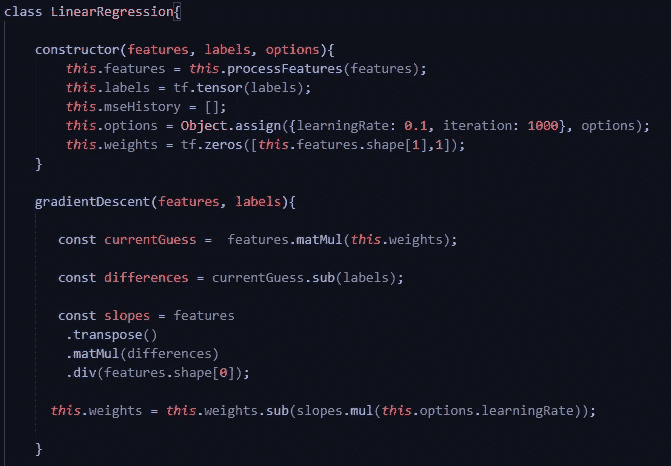 class LinearRegression{
constructor(features, labels, options){
this.features = this.processFeatures(features);
this.labels = tf.tensor(labels);
this.mseHistory = [];
this.options = Object.assign({learningRate: 0.1, iteration: 1000}, options);
this.weights = tf.zeros([this.features.shape[1],1]);
}
gradientDescent(features, labels){
const currentGuess =  features.matMul(this.weights);
const differences = currentGuess.sub(labels);
const slopes = features
.transpose()
.matMul(differences)
.div(features.shape[0]);
this.weights = this.weights.sub(slopes.mul(this.options.learningRate));
}